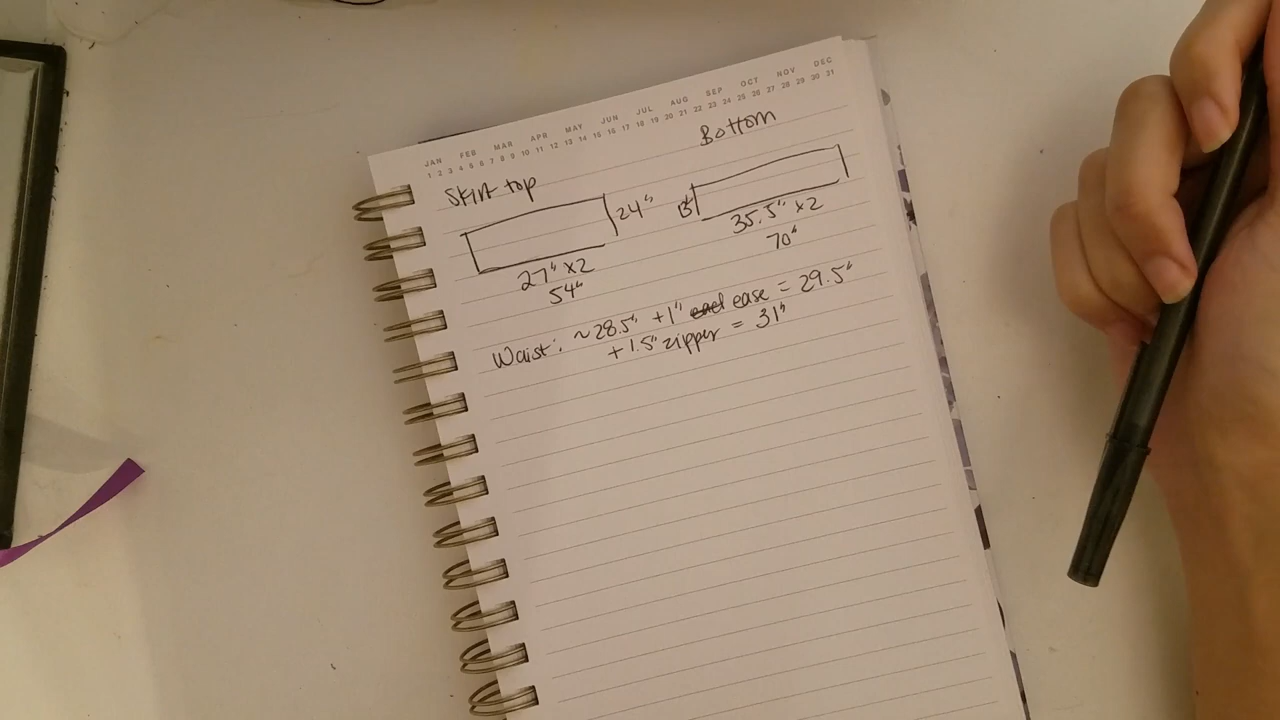 JAN FEB MAR APR MAY JUN JUL AUG SEP OCT NOV DEC
1 2 3 4 5 6 7 8 9 10 11 12 13 14 15 16 17 18 19 20 21 22 23 24 25 26 27 28 29 30 31
Skirt top
24"
27" x2
54"
Bottom
35.5" x2
70"
Waist: ~28.5" +1" ease = 29.5"
+ 1.5" zipper = 31"